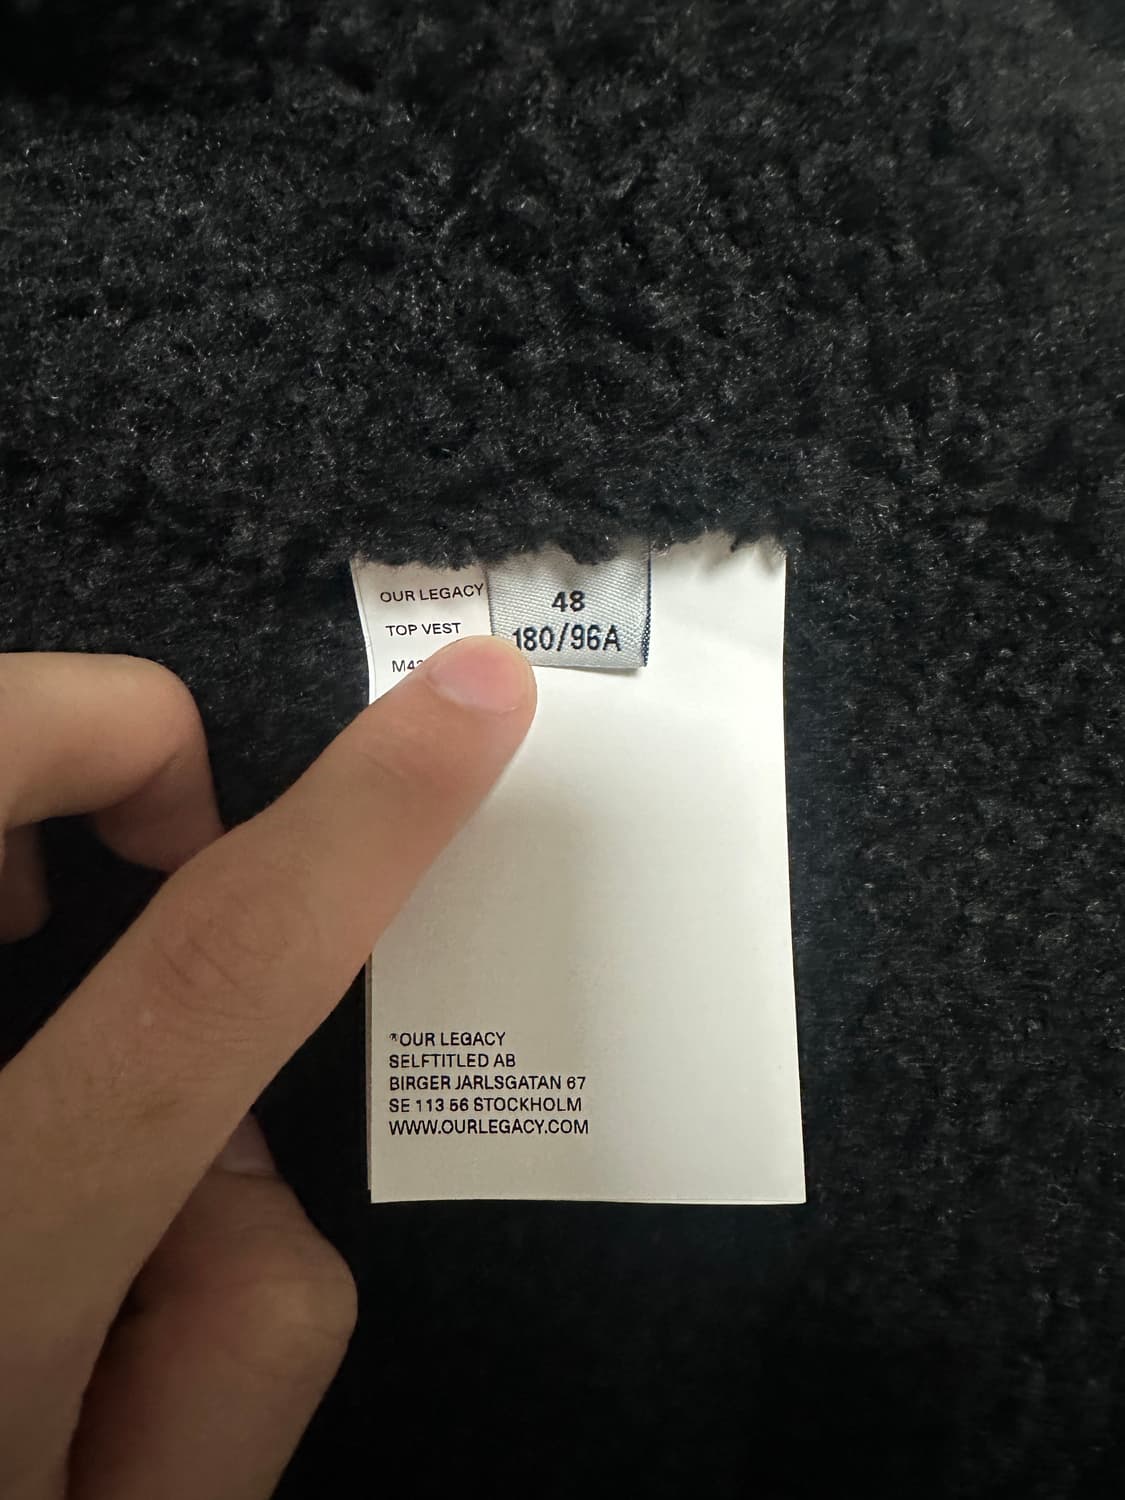 OUR LEGACY
TOP VEST
48
180/96A
®OUR LEGACY
SELFTITLED AB
BIRGER JARLSGATAN 67
SE 113 56 STOCKHOLM
WWW.OURLEGACY.COM